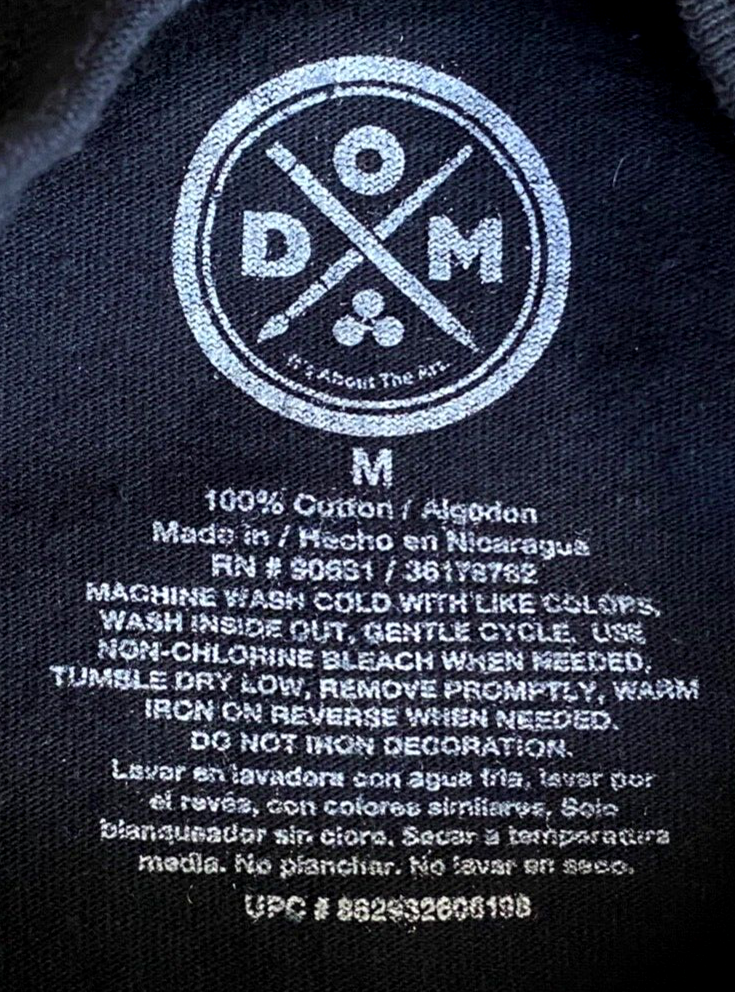 O
D M
It's About The Art.
M
100% Cotton / Algodon
Made in / Hecho en Nicaragua
RN # 90631 / 36178762
MACHINE WASH COLD WITH LIKE COLORS,
WASH INSIDE OUT, GENTLE CYCLE. USE
NON-CHLORINE BLEACH WHEN NEEDED,
TUMBLE DRY LOW, REMOVE PROMPTLY, WARM
IRON ON REVERSE WHEN NEEDED.
DO NOT IRON DECORATION.
Lavar en lavadora con agua fria, lavar por
el revés, con colores similares, Solo
blanqueador sin cloro. Secar a temperatura
media. No planchar. No lavar en seco.
UPC #